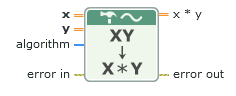 x
x * y
y
XY
algorithm
↓
X*Y
error in
error out